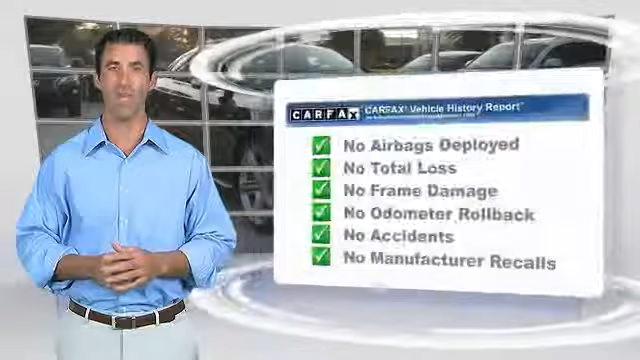 CARFAX CARFAX Vehicle History Report
No Airbags Deployed
No Total Loss
No Frame Damage
No Odometer Rollback
No Accidents
No Manufacturer Recalls